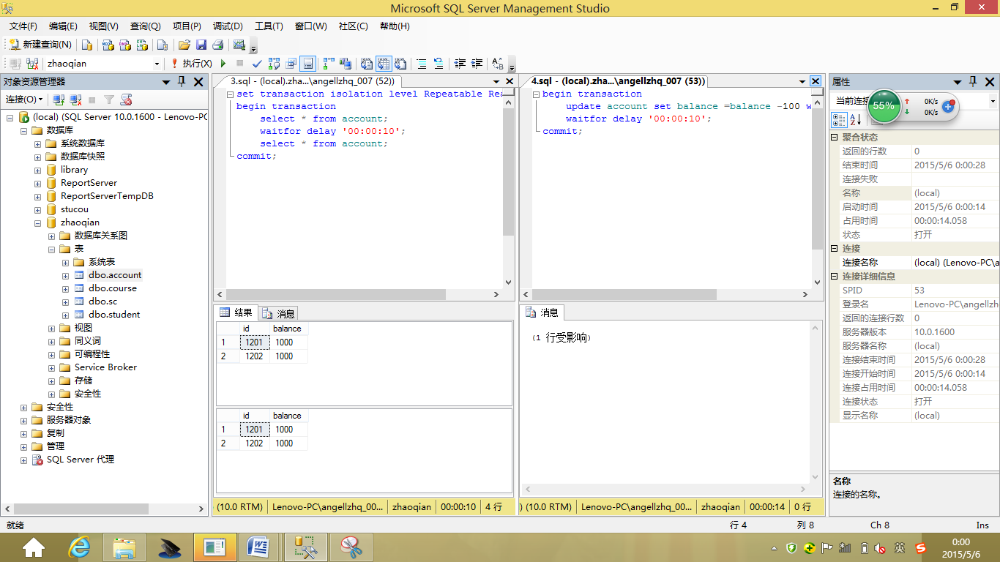 Microsoft SQL Server Management Studio
文件(F) 编辑(E) 视图(V) 查询(Q) 项目(P) 调试(D) 工具(T) 窗口(W) 社区(C) 帮助(H)
新建查询(N)
zhaoqian 执行(X)
对象资源管理器
连接(O)
(local) (SQL Server 10.0.1600 - Lenovo-PC
数据库
系统数据库
数据库快照
library
ReportServer
ReportServerTempDB
stucou
zhaoqian
数据库关系图
表
系统表
dbo.account
dbo.course
dbo.sc
dbo.student
视图
同义词
可编程性
Service Broker
存储
安全性
安全性
服务器对象
复制
管理
SQL Server 代理
3.sql - (local).zha...\angellzhq_007 (52))
set transaction isolation level Repeatable Rea
begin transaction
select * from account;
waitfor delay '00:00:10';
select * from account;
commit;
结果 消息
id balance
1 1201 1000
2 1202 1000
id balance
1 1201 1000
2 1202 1000
(10.0 RTM) Lenovo-PC\angellzhq_00... zhaoqian 00:00:10 4 行
4.sql - (local).zha...\angellzhq_007 (53))
begin transaction
update account set balance =balance -100 w
waitfor delay '00:00:10';
commit;
消息
(1 行受影响)
) (10.0 RTM) Lenovo-PC\angellzhq_00... zhaoqian 00:00:14 0 行
属性
当前连接
55% 0K/s
0K/s
聚合状态
返回的行数 0
结束时间 2015/5/6 0:00:28
连接失败
名称 (local)
启动时间 2015/5/6 0:00:14
占用时间 00:00:14.058
状态 打开
连接
连接名称 (local) (Lenovo-PC\a
连接详细信息
SPID 53
登录名 Lenovo-PC\angellzh
返回的连接行数 0
服务器版本 10.0.1600
服务器名称 (local)
连接结束时间 2015/5/6 0:00:28
连接开始时间 2015/5/6 0:00:14
连接占用时间 00:00:14.058
连接状态 打开
显示名称 (local)
名称
连接的名称。
就绪 行 4 列 8 Ch 8 Ins
英
0:00
2015/5/6